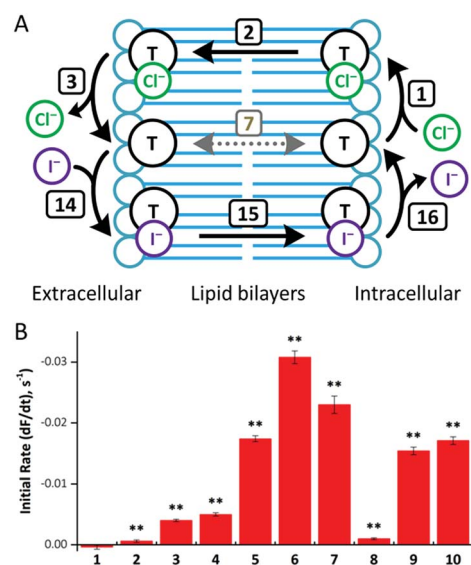 A
T 2 T
3 Cl⁻ Cl⁻ 1
Cl⁻ T 7 T Cl⁻
I⁻ I⁻
14 T 15 T 16
I⁻ I⁻
Extracellular Lipid bilayers Intracellular
B
Initial Rate (dF/dt), s⁻¹
-0.03
-0.02
-0.01
0.00
** ** ** ** ** ** ** ** **
1 2 3 4 5 6 7 8 9 10